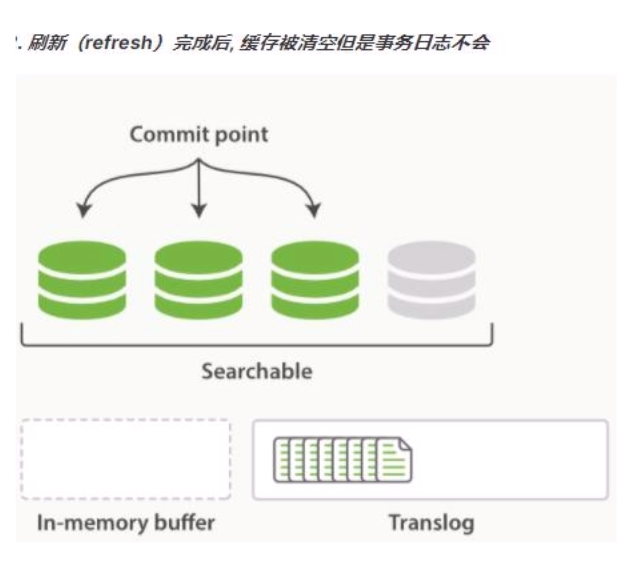 . 刷新（refresh）完成后, 缓存被清空但是事务日志不会
Commit point
Searchable
In-memory buffer
Translog